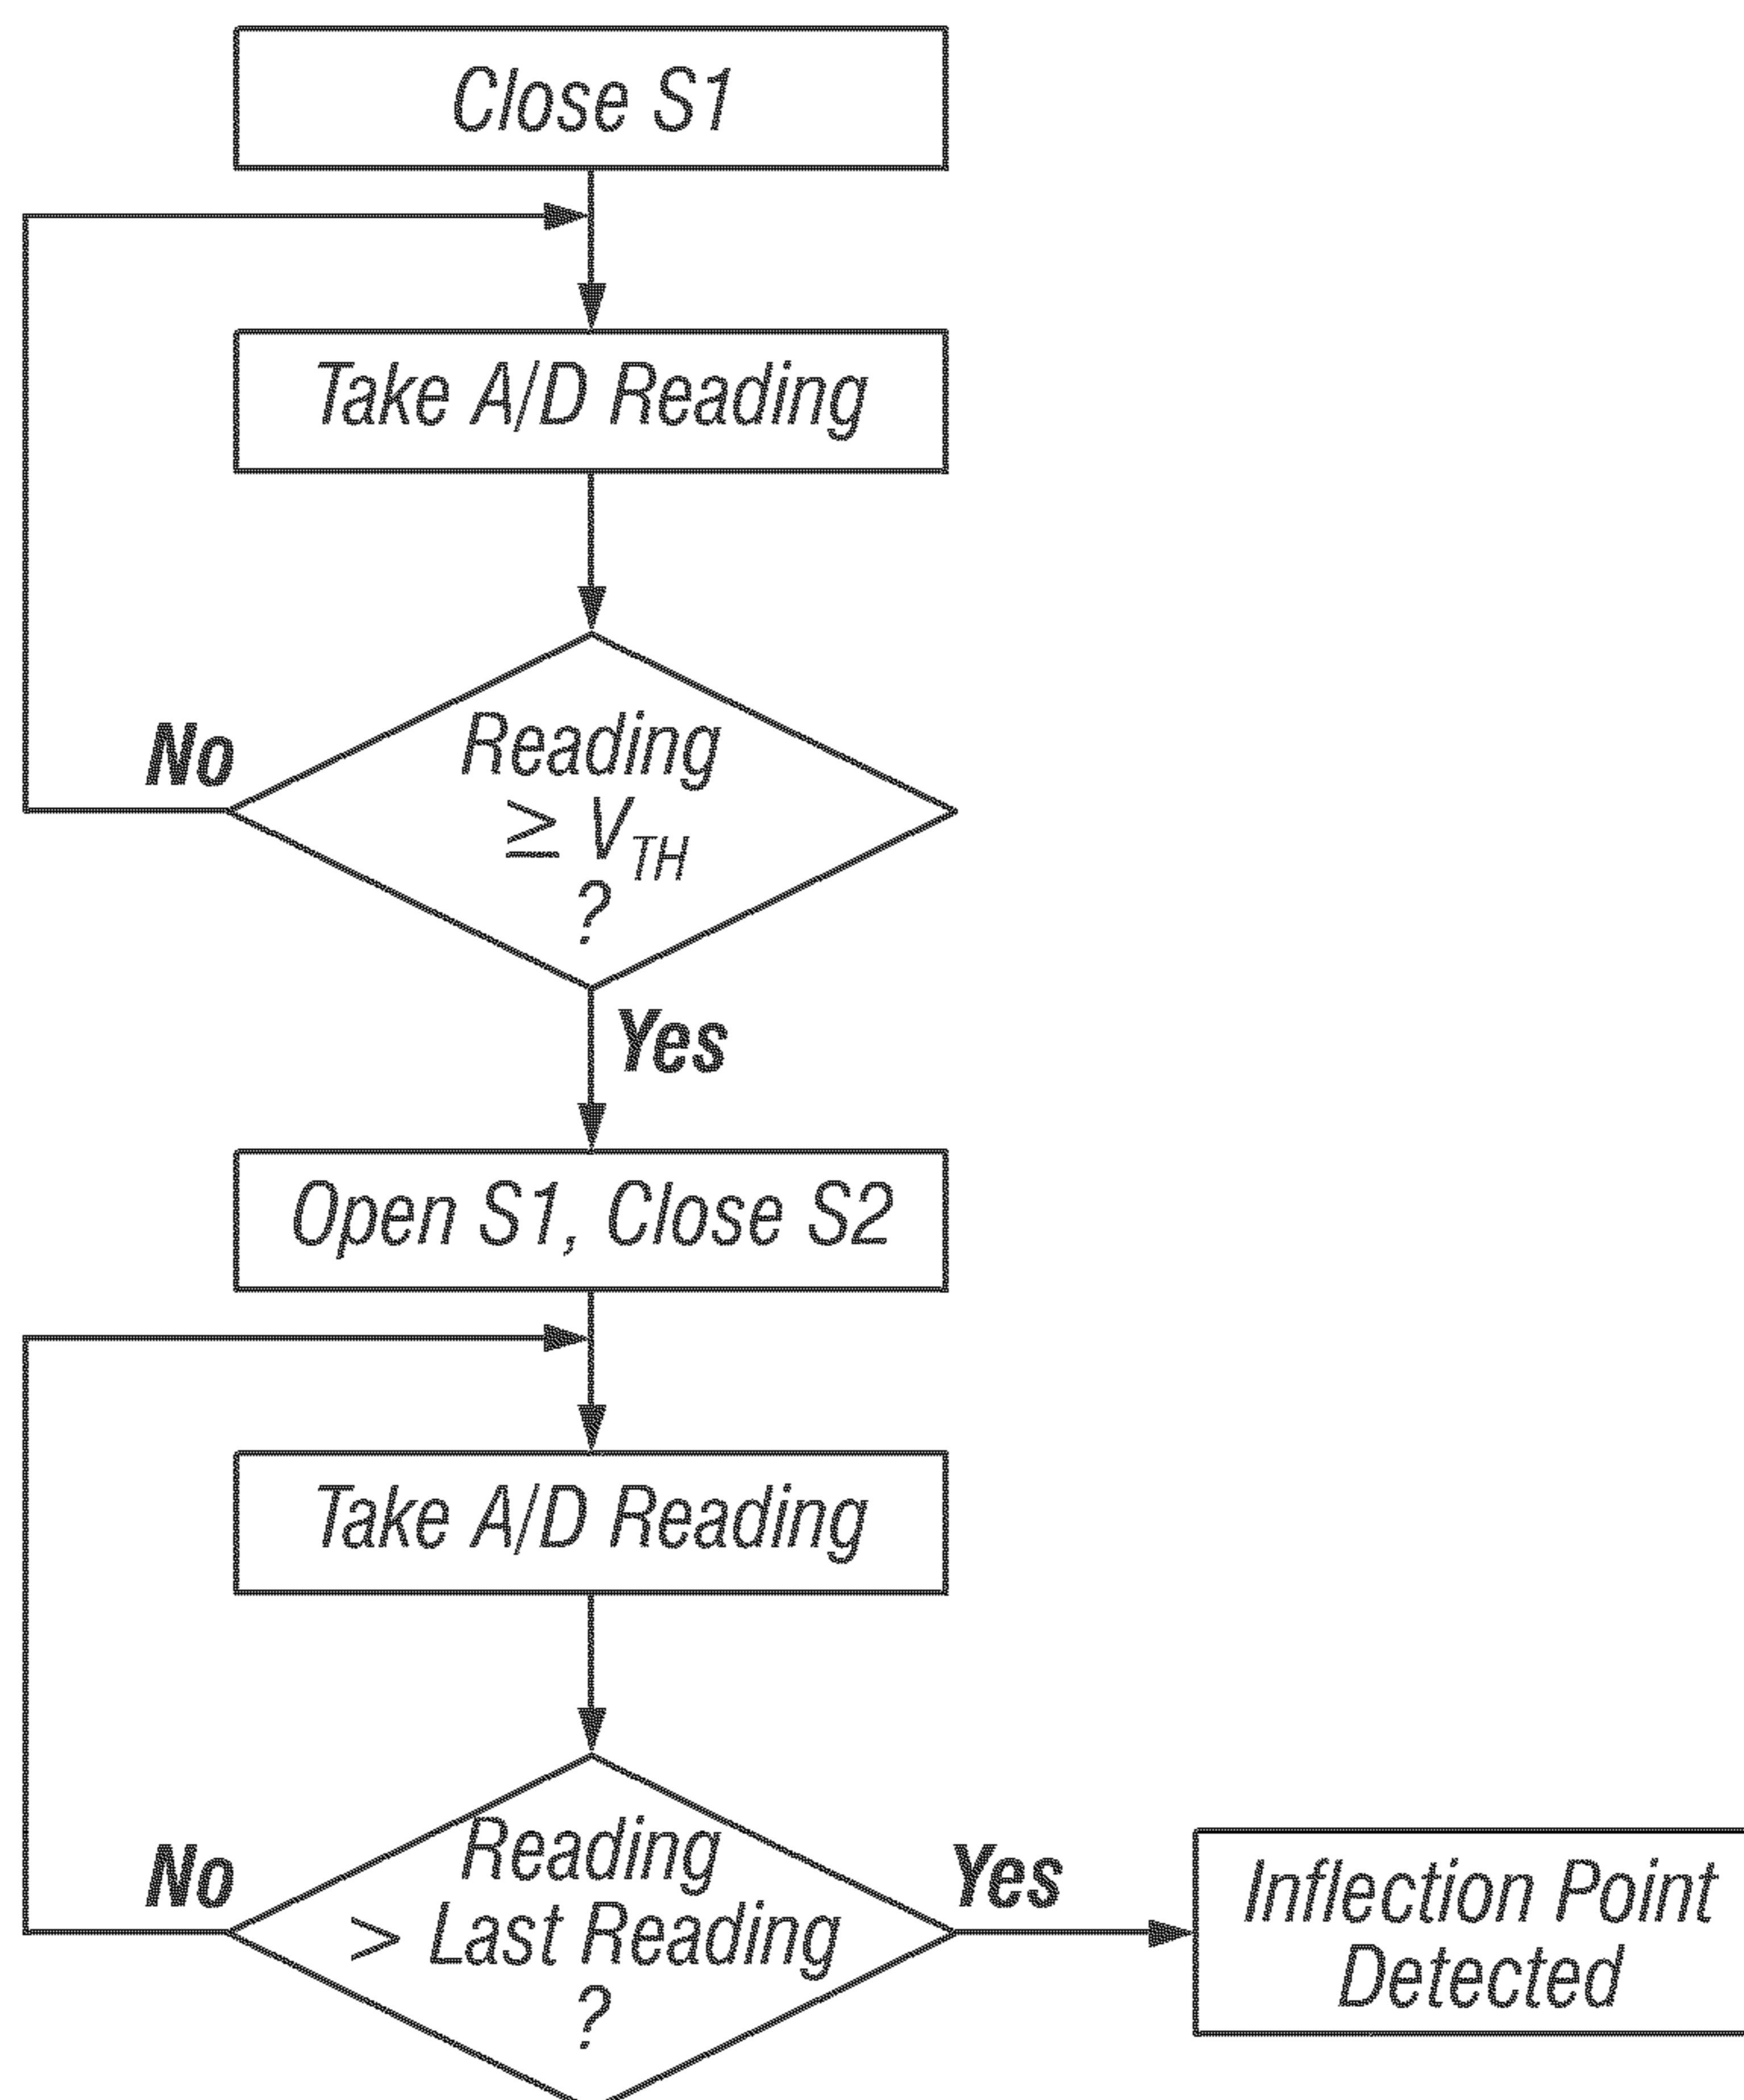 Close S1
Take A/D Reading
Reading
≥ V_TH
?
No
Yes
Open S1, Close S2
Take A/D Reading
Reading
> Last Reading
?
No
Yes
Inflection Point
Detected